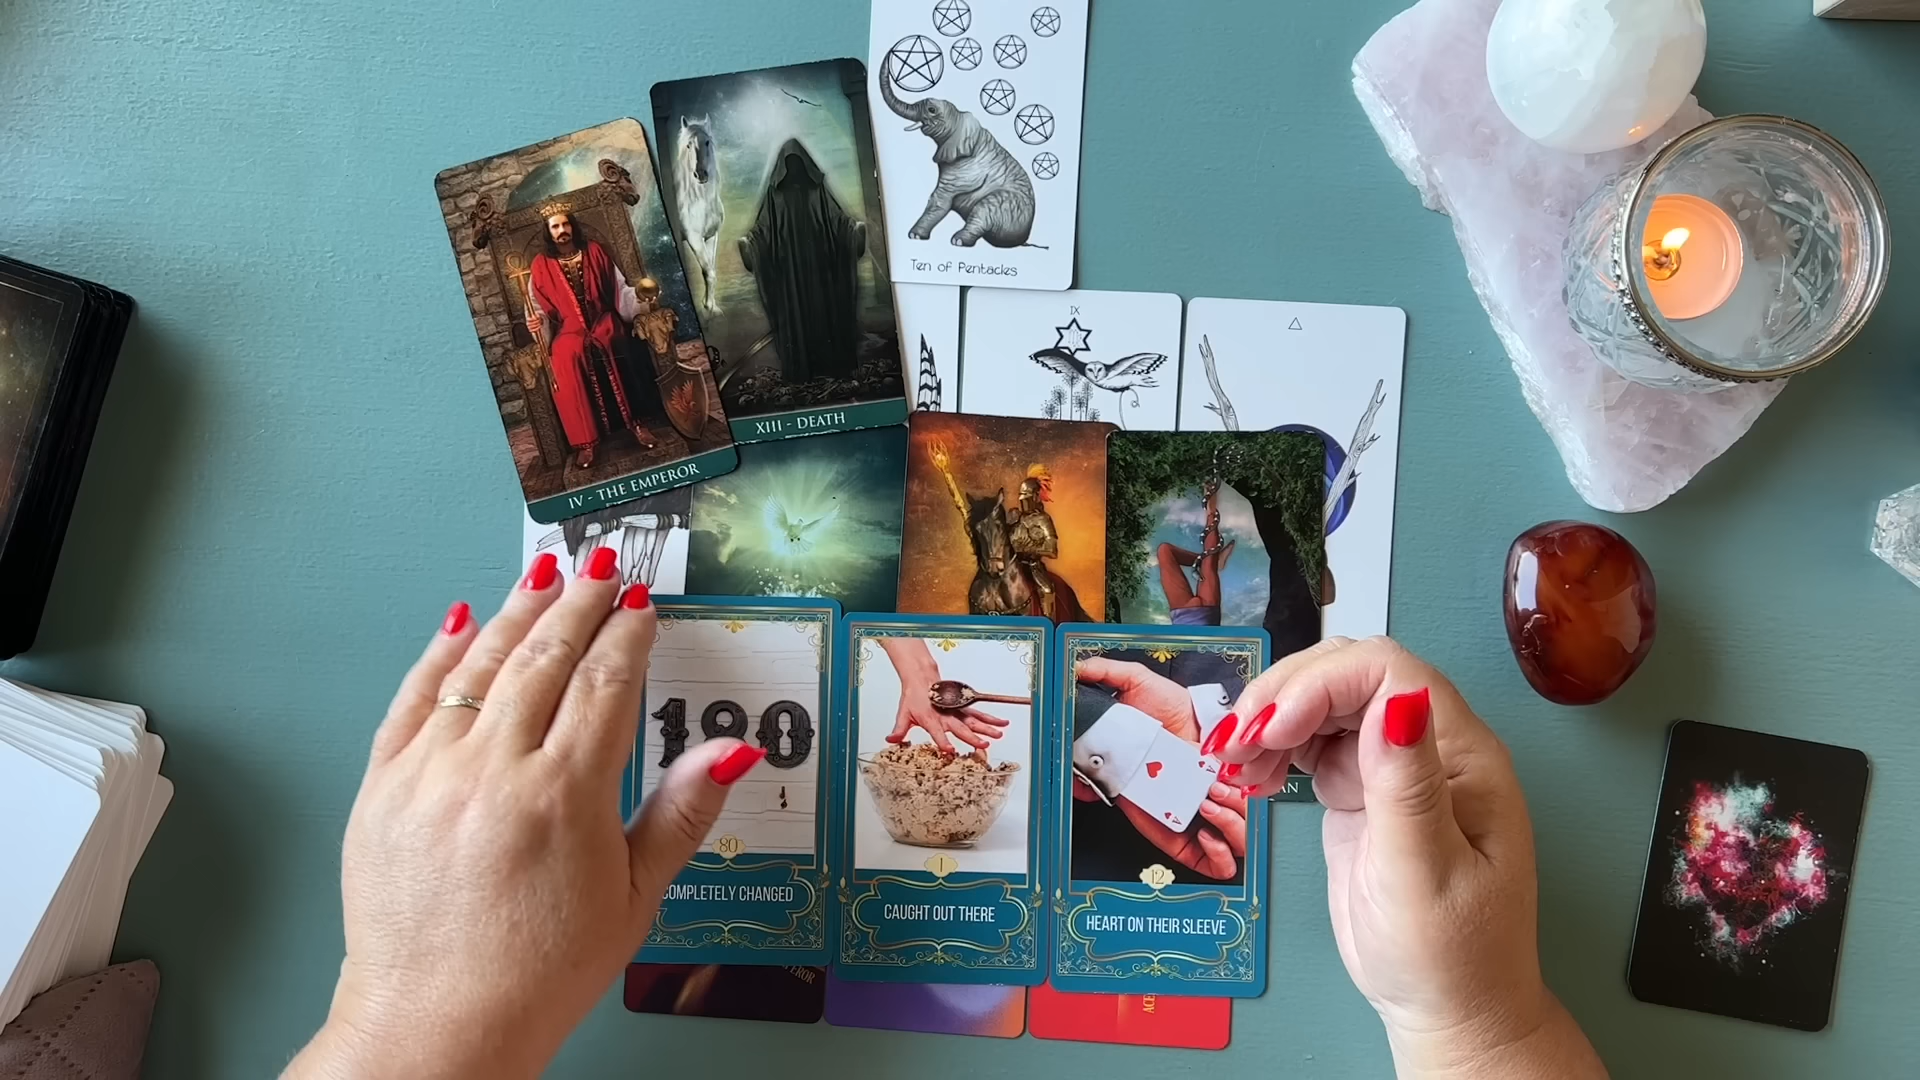 Ten of Pentacles
XIII - DEATH
IX
IV - THE EMPEROR
180
80
COMPLETELY CHANGED
1
CAUGHT OUT THERE
A
12
HEART ON THEIR SLEEVE